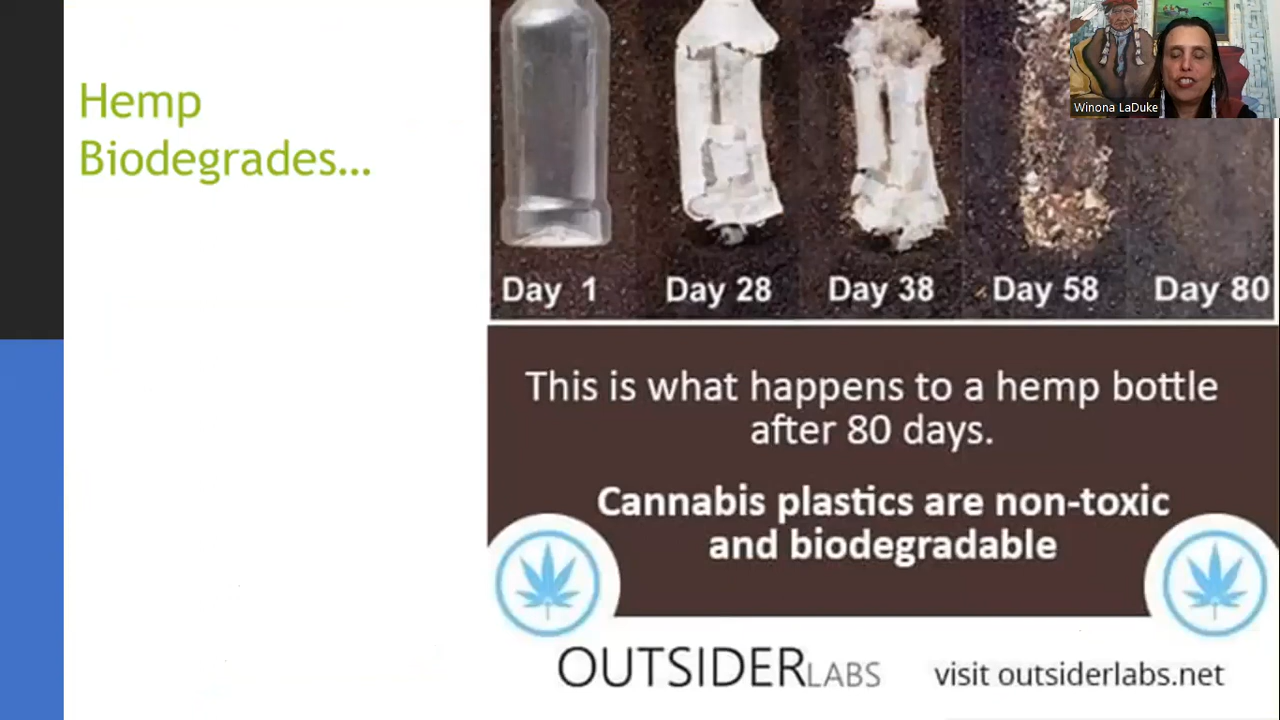 Hemp
Biodegrades...
Winona LaDuke
Day 1 Day 28 Day 38 Day 58 Day 80
This is what happens to a hemp bottle
after 80 days.
Cannabis plastics are non-toxic
and biodegradable
OUTSIDERLABS visit outsiderlabs.net